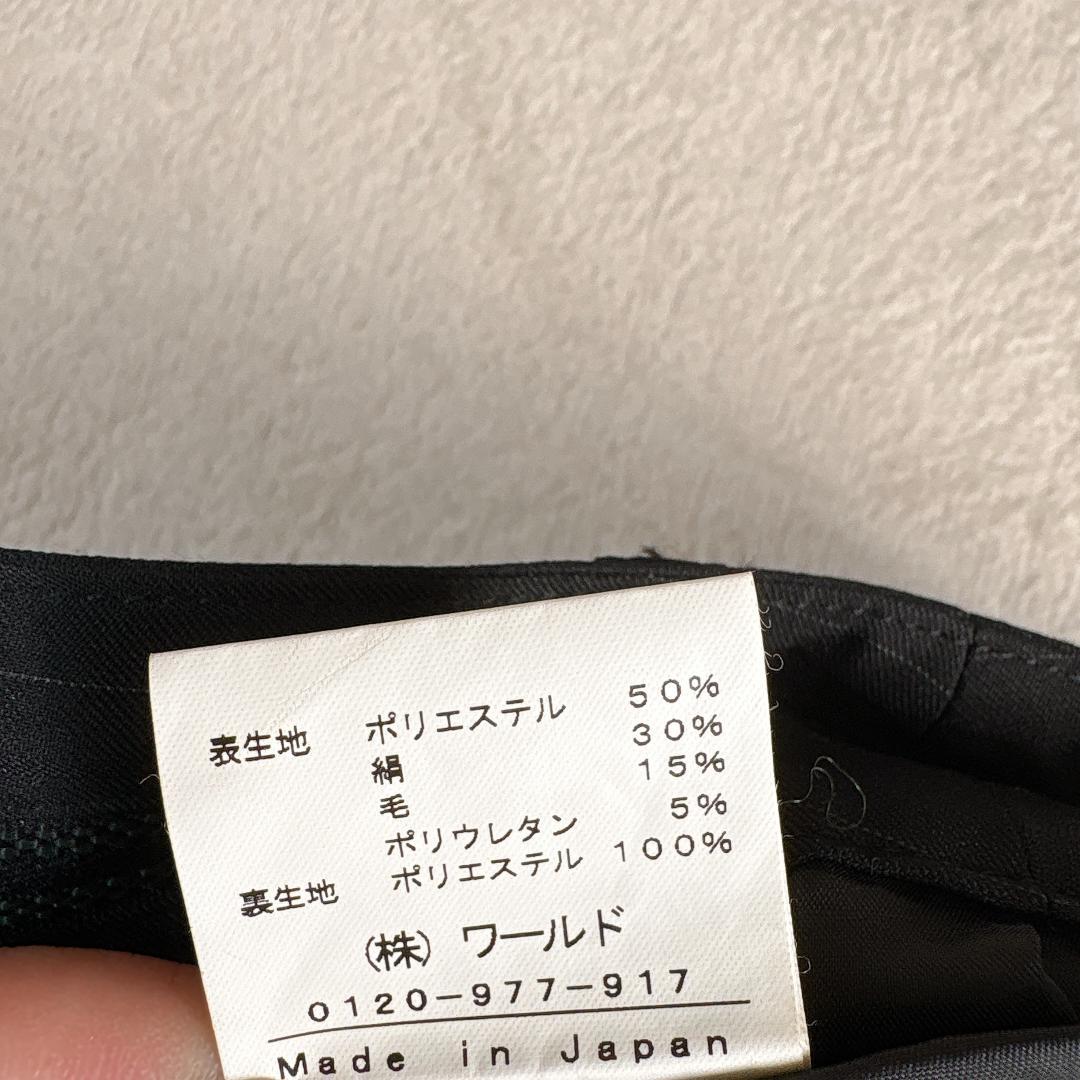 表生地 ポリエステル 50%
絹 30%
毛 15%
ポリウレタン 5%
裏生地 ポリエステル 100%
(株) ワールド
0120-977-917
Made in Japan